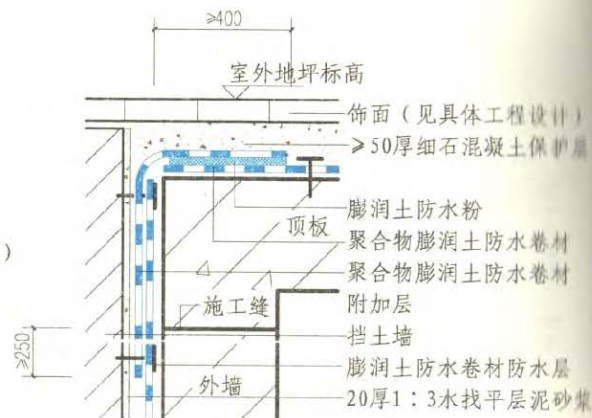 ≥400
室外地坪标高
饰面（见具体工程设计）
≥50厚细石混凝土保护层
膨润土防水粉
顶板
聚合物膨润土防水卷材
聚合物膨润土防水卷材
施工缝
附加层
挡土墙
≥250
膨润土防水卷材防水层
外墙
20厚1：3水找平层泥砂浆
)